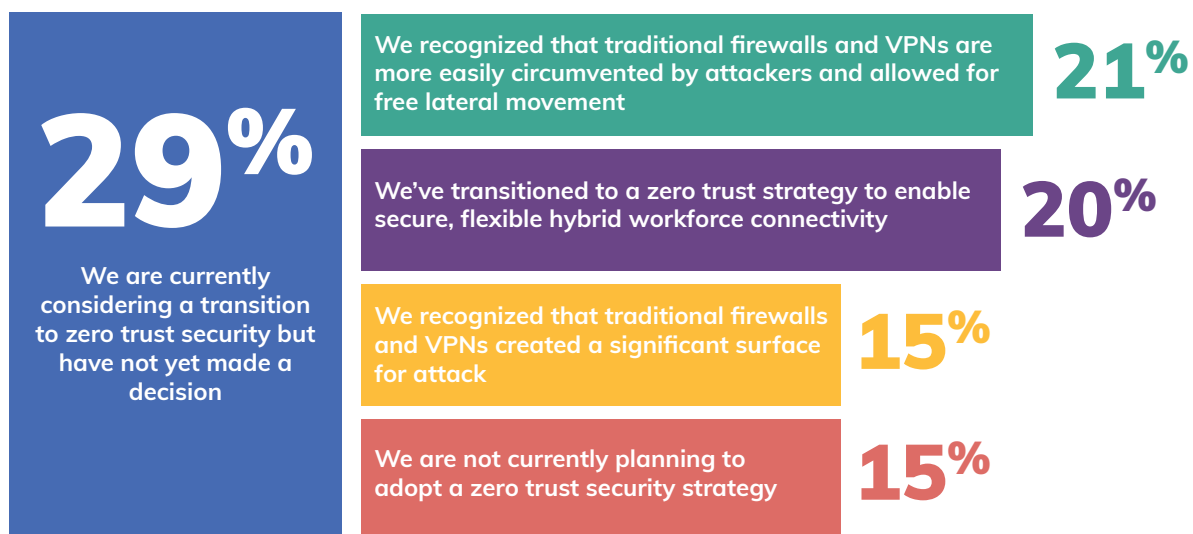 29%
We are currently
considering a transition
to zero trust security but
have not yet made a
decision
We recognized that traditional firewalls and VPNs are
more easily circumvented by attackers and allowed for
free lateral movement
21%
We’ve transitioned to a zero trust strategy to enable
secure, flexible hybrid workforce connectivity
20%
We recognized that traditional firewalls
and VPNs created a significant surface
for attack
15%
We are not currently planning to
adopt a zero trust security strategy
15%